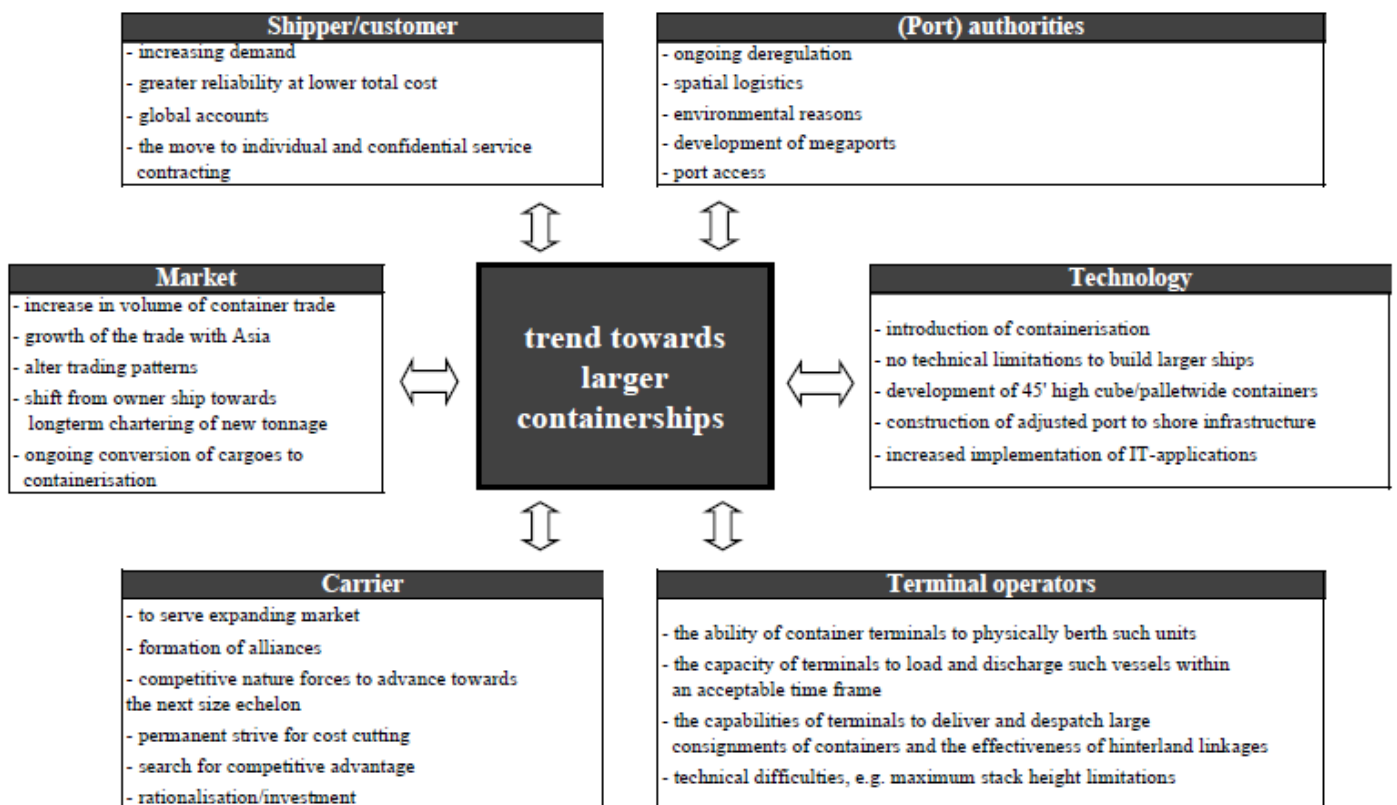 Shipper/customer
- increasing demand
- greater reliability at lower total cost
- global accounts
- the move to individual and confidential service
contracting
(Port) authorities
- ongoing deregulation
- spatial logistics
- environmental reasons
- development of megaports
- port access
Market
- increase in volume of container trade
- growth of the trade with Asia
- alter trading patterns
- shift from owner ship towards
longterm chartering of new tonnage
- ongoing conversion of cargoes to
containerisation
trend towards
larger
containerships
Technology
- introduction of containerisation
- no technical limitations to build larger ships
- development of 45' high cube/palletwide containers
- construction of adjusted port to shore infrastructure
- increased implementation of IT-applications
Carrier
- to serve expanding market
- formation of alliances
- competitive nature forces to advance towards
the next size echelon
- permanent strive for cost cutting
- search for competitive advantage
- rationalisation/investment
Terminal operators
- the ability of container terminals to physically berth such units
- the capacity of terminals to load and discharge such vessels within
an acceptable time frame
- the capabilities of terminals to deliver and despatch large
consignments of containers and the effectiveness of hinterland linkages
- technical difficulties, e.g. maximum stack height limitations